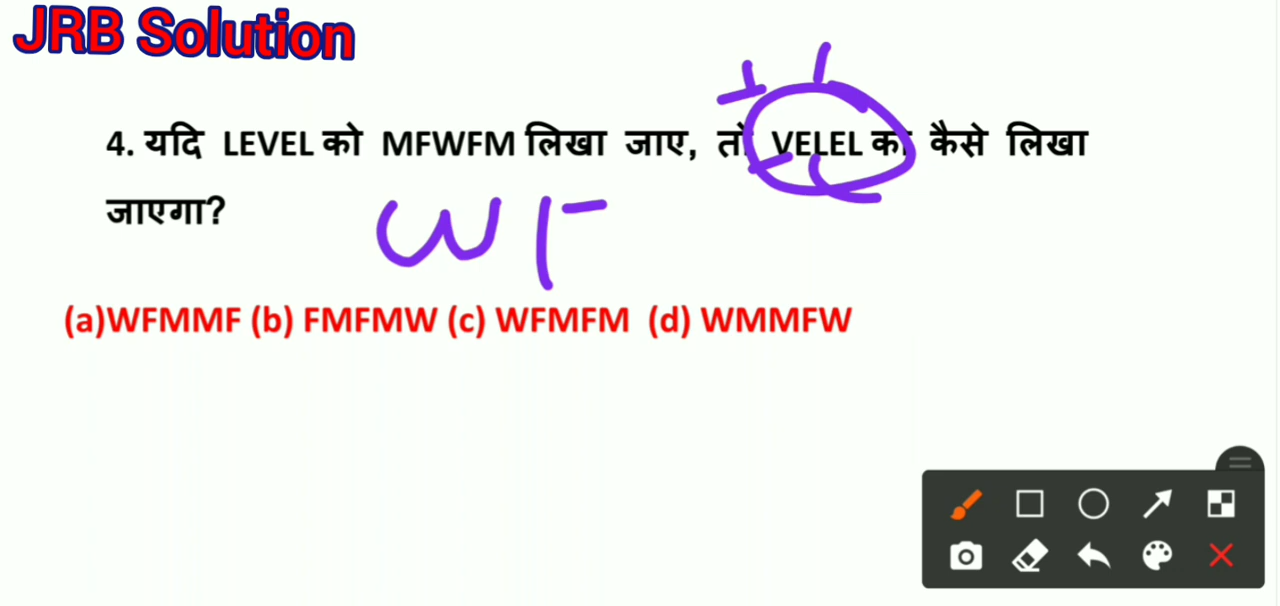 JRB Solution
4. यदि LEVEL को MFWFM लिखा जाए, तो VELEL को कैसे लिखा
जाएगा?
WF
(a)WFMMF (b) FMFMW (c) WFMFM (d) WMMFW